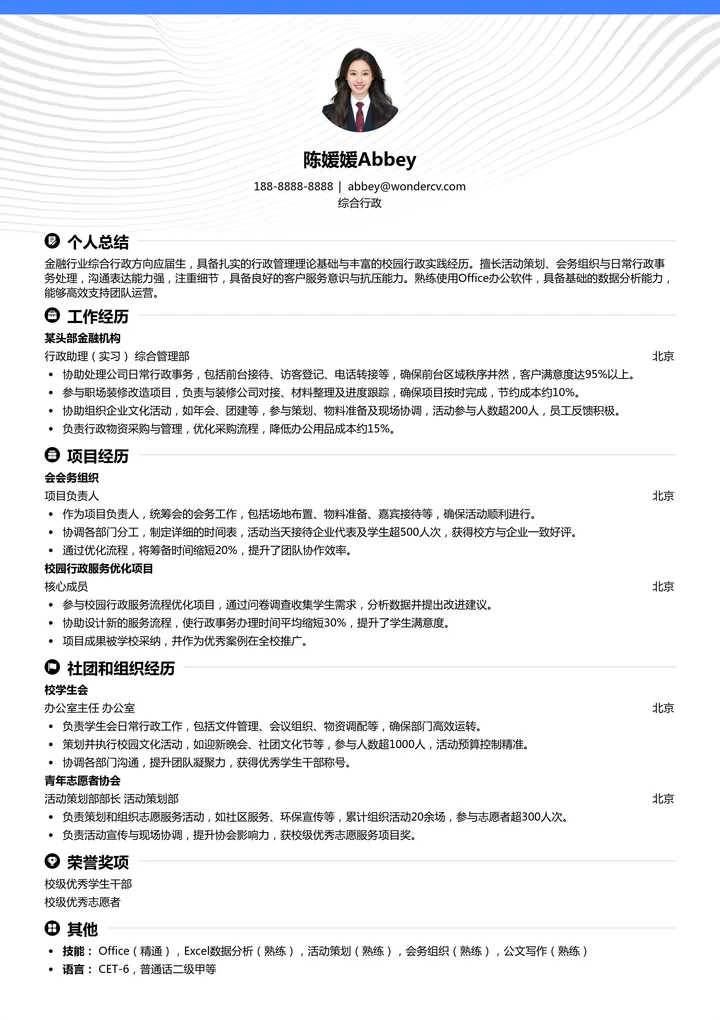 陈媛媛Abbey
188-8888-8888 | abbey@wondercv.com
综合行政
个人总结
金融行业综合行政方向应届生，具备扎实的行政管理理论基础与丰富的校园行政实践经历。擅长活动策划、会务组织与日常行政事
务处理，沟通表达能力强，注重细节，具备良好的客户服务意识与抗压能力。熟练使用Office办公软件，具备基础的数据分析能力，
能够高效支持团队运营。
工作经历
某头部金融机构
行政助理（实习） 综合管理部 北京
• 协助处理公司日常行政事务，包括前台接待、访客登记、电话转接等，确保前台区域秩序井然，客户满意度达95%以上。
• 参与职场装修改造项目，负责与装修公司对接、材料整理及进度跟踪，确保项目按时完成，节约成本约10%。
• 协助组织企业文化活动，如年会、团建等，参与策划、物料准备及现场协调，活动参与人数超200人，员工反馈积极。
• 负责行政物资采购与管理，优化采购流程，降低办公用品成本约15%。
项目经历
会会务组织
项目负责人 北京
• 作为项目负责人，统筹会的会务工作，包括场地布置、物料准备、嘉宾接待等，确保活动顺利进行。
• 协调各部门分工，制定详细的时间表，活动当天接待企业代表及学生超500人次，获得校方与企业一致好评。
• 通过优化流程，将筹备时间缩短20%，提升了团队协作效率。
校园行政服务优化项目
核心成员 北京
• 参与校园行政服务流程优化项目，通过问卷调查收集学生需求，分析数据并提出改进建议。
• 协助设计新的服务流程，使行政事务办理时间平均缩短30%，提升了学生满意度。
• 项目成果被学校采纳，并作为优秀案例在全校推广。
社团和组织经历
校学生会
办公室主任 办公室 北京
• 负责学生会日常行政工作，包括文件管理、会议组织、物资调配等，确保部门高效运转。
• 策划并执行校园文化活动，如迎新晚会、社团文化节等，参与人数超1000人，活动预算控制精准。
• 协调各部门沟通，提升团队凝聚力，获得优秀学生干部称号。
青年志愿者协会
活动策划部部长 活动策划部 北京
• 负责策划和组织志愿服务活动，如社区服务、环保宣传等，累计组织活动20余场，参与志愿者超300人次。
• 负责活动宣传与现场协调，提升协会影响力，获校级优秀志愿服务项目奖。
荣誉奖项
校级优秀学生干部
校级优秀志愿者
其他
• 技能： Office（精通），Excel数据分析（熟练），活动策划（熟练），会务组织（熟练），公文写作（熟练）
• 语言： CET-6，普通话二级甲等